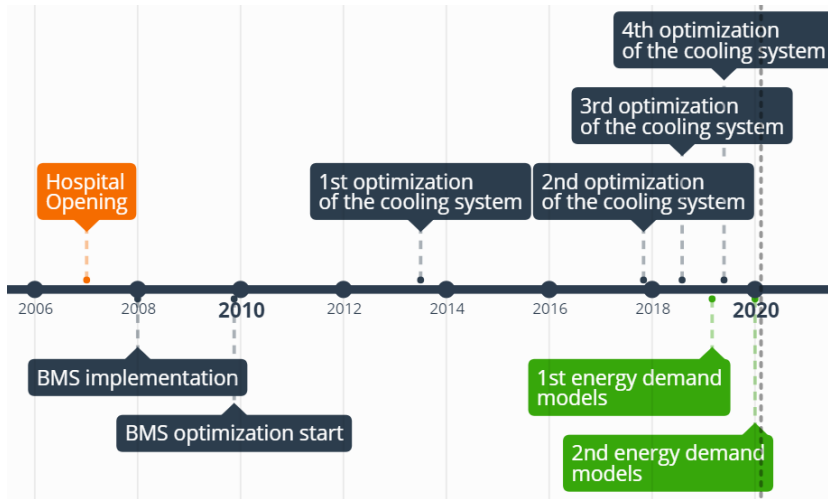 4th optimization
of the cooling system
3rd optimization
of the cooling system
Hospital
Opening
1st optimization
of the cooling system
2nd optimization
of the cooling system
2006
2008
2010
2012
2014
2016
2018
2020
BMS implementation
1st energy demand
models
BMS optimization start
2nd energy demand
models